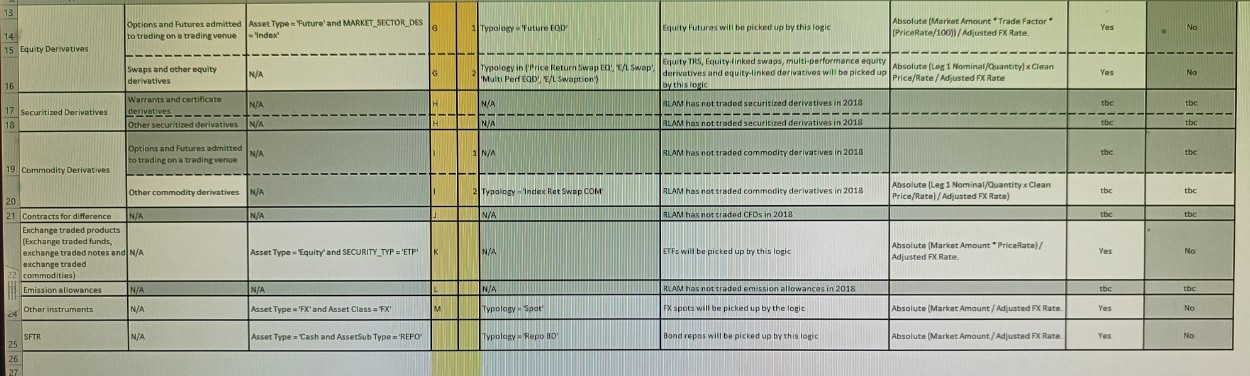 13
14
15
16
Equity Derivatives
Options and Futures admitted
to trading on a trading venue
Asset Type = 'Future' and MARKET_SECTOR_DES
= 'Index'
G
1
Typology = 'Future EQD'
Equity Futures will be picked up by this logic
Absolute (Market Amount * Trade Factor *
(PriceRate/100)) / Adjusted FX Rate.
Yes
No
Swaps and other equity
derivatives
N/A
G
2
Typology in ('Price Return Swap EQ', 'E/L Swap',
'Multi Perf EQD', 'E/L Swaption')
Equity TRS, Equity-linked swaps, multi-performance equity
derivatives and equity-linked derivatives will be picked up
by this logic
Absolute (Leg 1 Nominal/Quantity) x Clean
Price/Rate / Adjusted FX Rate
Yes
No
17
18
Securitized Derivatives
Warrants and certificate
derivatives
N/A
H
N/A
RLAM has not traded securitized derivatives in 2018
tbc
tbc
Other securitized derivatives
N/A
H
N/A
RLAM has not traded securitized derivatives in 2018
tbc
tbc
19
20
Commodity Derivatives
Options and Futures admitted
to trading on a trading venue
N/A
I
1
N/A
RLAM has not traded commodity derivatives in 2018
tbc
tbc
Other commodity derivatives
N/A
I
2
Typology = 'Index Ret Swap COM'
RLAM has not traded commodity derivatives in 2018
Absolute (Leg 1 Nominal/Quantity x Clean
Price/Rate) / Adjusted FX Rate)
tbc
tbc
21
Contracts for difference
N/A
N/A
J
N/A
RLAM has not traded CFDs in 2018
tbc
tbc
22
Exchange traded products
(Exchange traded funds,
exchange traded notes and
exchange traded
commodities)
N/A
Asset Type = 'Equity' and SECURITY_TYP = 'ETP'
K
N/A
ETFs will be picked up by this logic
Absolute (Market Amount * PriceRate) /
Adjusted FX Rate.
Yes
No
Emission allowances
N/A
N/A
L
N/A
RLAM has not traded emission allowances in 2018
tbc
tbc
24
Other instruments
N/A
Asset Type = 'FX' and Asset Class = 'FX'
M
Typology = 'Spot'
FX spots will be picked up by the logic
Absolute (Market Amount / Adjusted FX Rate.
Yes
No
25
SFTR
N/A
Asset Type = 'Cash and AssetSub Type = 'REPO'
Typology = 'Repo BD'
Bond repos will be picked up by this logic
Absolute (Market Amount / Adjusted FX Rate.
Yes
No
26
27